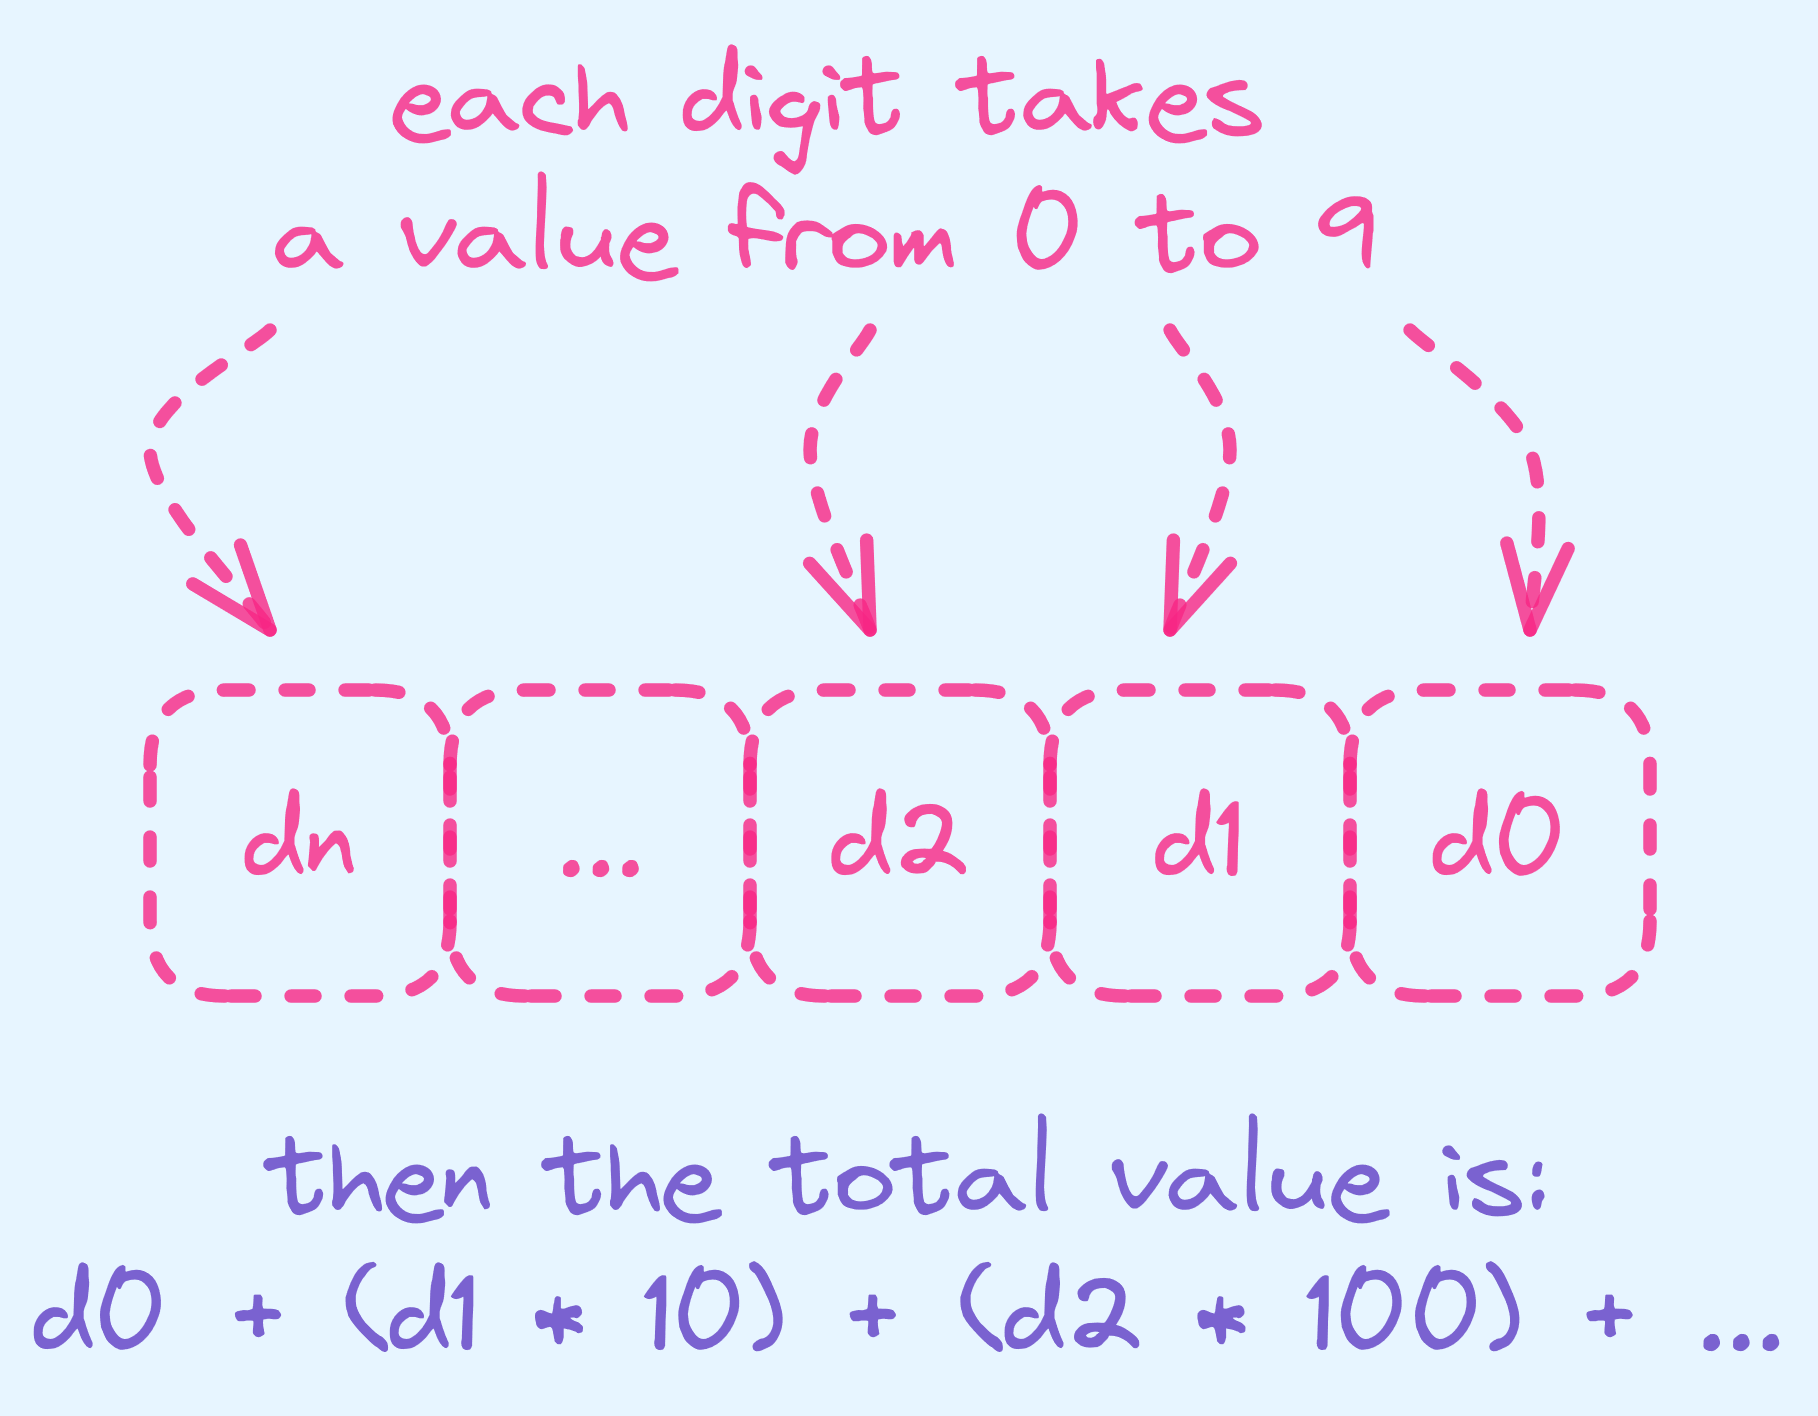 each digit takes
a value from 0 to 9
dn ... d2 d1 d0
then the total value is:
d0 + (d1 * 10) + (d2 * 100) + ...